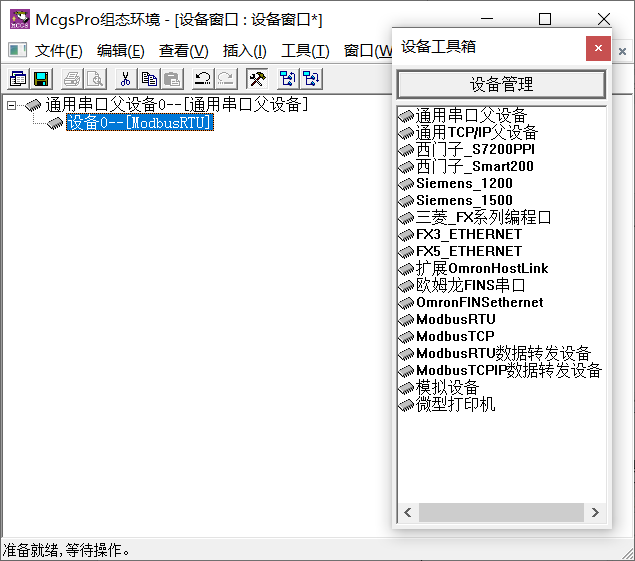 McgsPro组态环境 - [设备窗口 : 设备窗口*]
文件(F) 编辑(E) 查看(V) 插入(I) 工具(T) 窗口(W
通用串口父设备0--[通用串口父设备]
设备0--[ModbusRTU]
设备工具箱
设备管理
通用串口父设备
通用TCP/IP父设备
西门子_S7200PPI
西门子_Smart200
Siemens_1200
Siemens_1500
三菱_FX系列编程口
FX3_ETHERNET
FX5_ETHERNET
扩展OmronHostLink
欧姆龙FINS串口
OmronFINSethernet
ModbusRTU
ModbusTCP
ModbusRTU数据转发设备
ModbusTCPIP数据转发设备
模拟设备
微型打印机
准备就绪,等待操作。